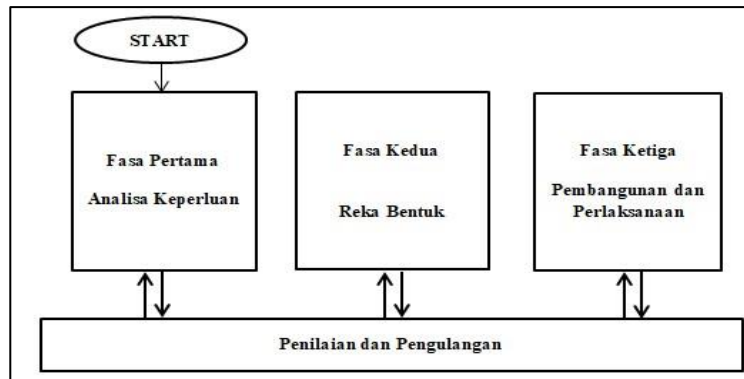 START
Fasa Pertama
Analisa Keperluan
Fasa Kedua
Reka Bentuk
Fasa Ketiga
Pembangunan dan
Perlaksanaan
Penilaian dan Pengulangan